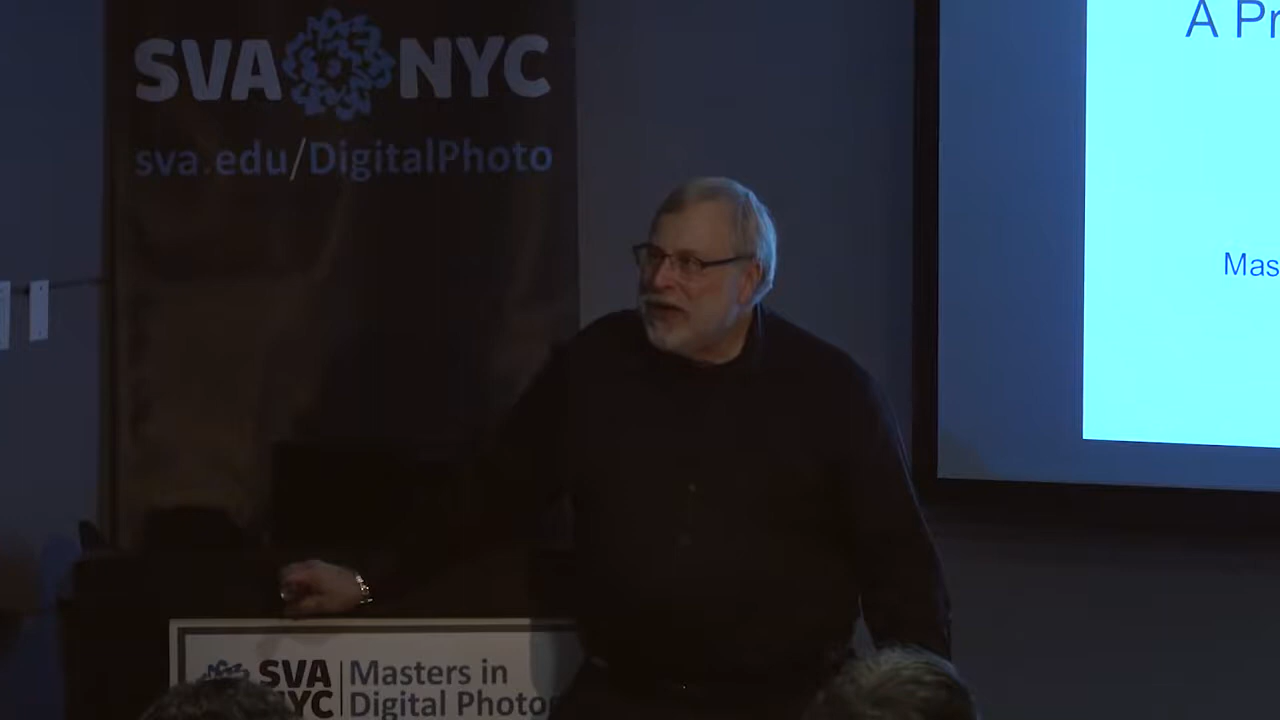 SVA NYC
sva.edu/DigitalPhoto
A Pr
Mas
SVA
NYC
Masters in
Digital Photo